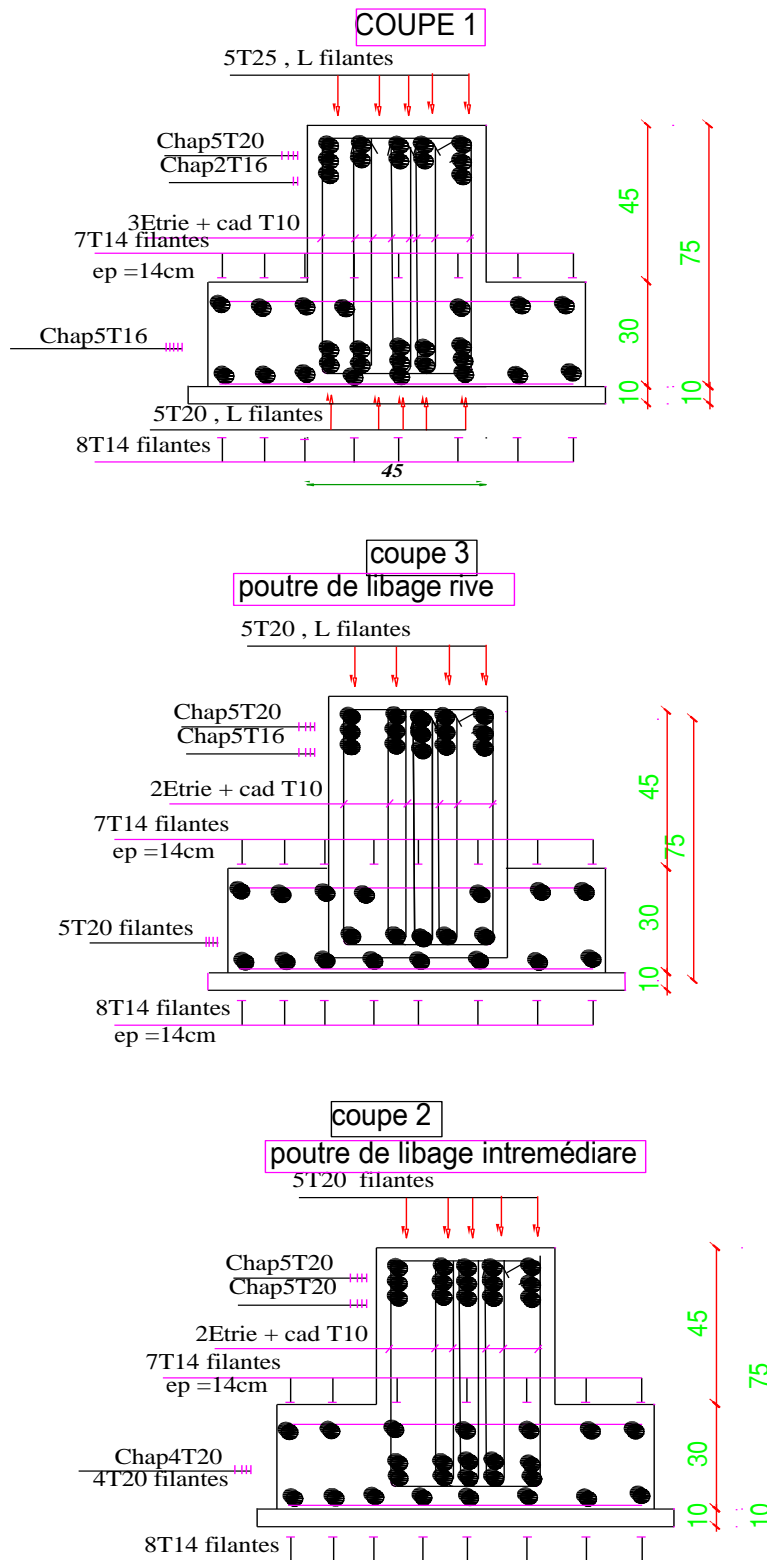 COUPE 1
5T25 , L filantes
Chap5T20
Chap2T16
3Etrie + cad T10
7T14 filantes
ep =14cm
Chap5T16
45
75
30
10
10
5T20 , L filantes
8T14 filantes
45
coupe 3
poutre de libage rive
5T20 , L filantes
Chap5T20
Chap5T16
2Etrie + cad T10
7T14 filantes
ep =14cm
5T20 filantes
45
75
30
10
8T14 filantes
ep =14cm
coupe 2
poutre de libage intremédiare
5T20 filantes
Chap5T20
Chap5T20
2Etrie + cad T10
7T14 filantes
ep =14cm
Chap4T20
4T20 filantes
45
75
30
10
10
8T14 filantes